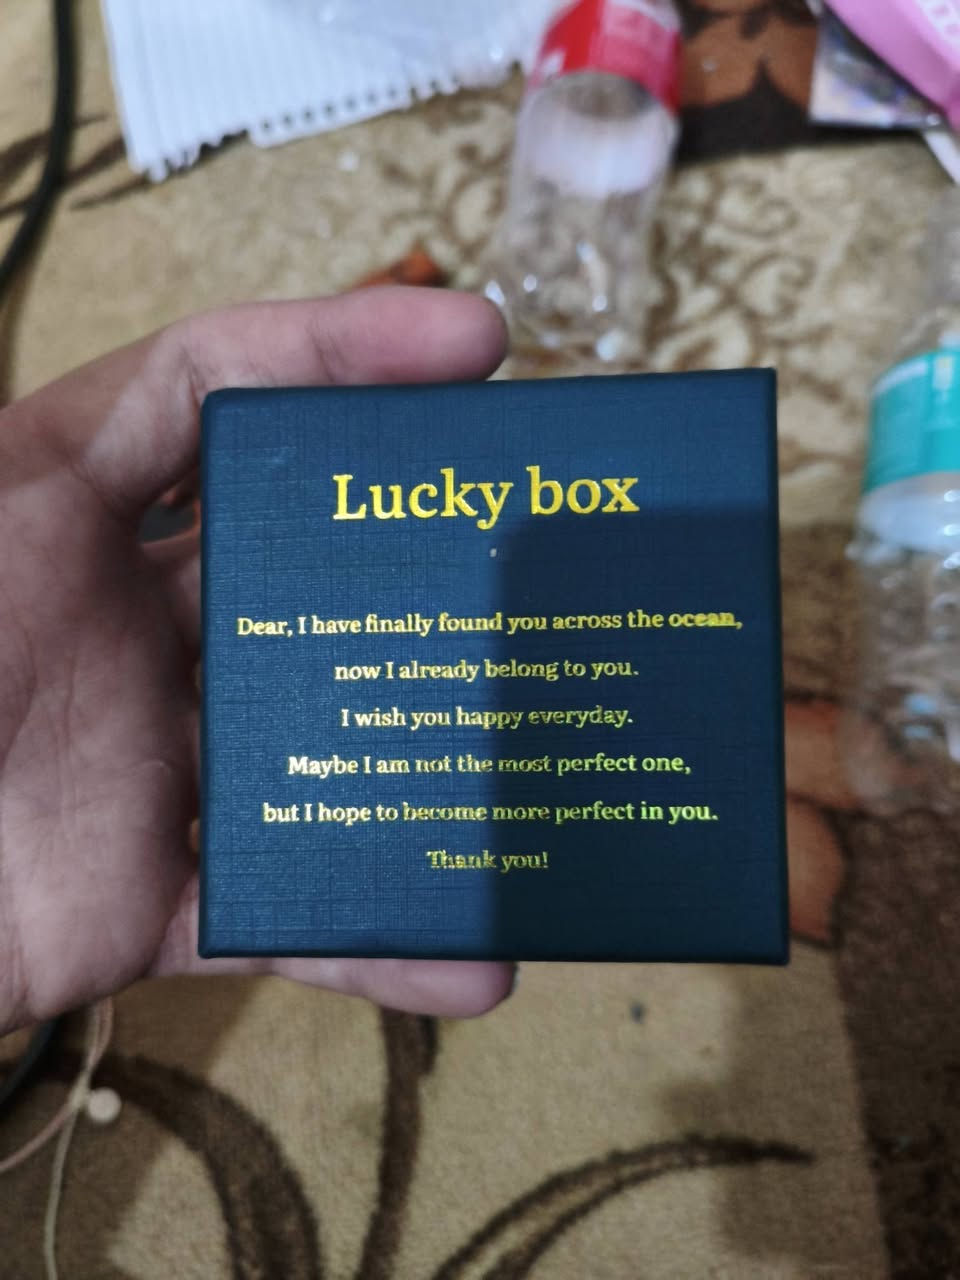 Lucky box
Dear, I have finally found you across the ocean,
now I already belong to you.
I wish you happy everyday.
Maybe I am not the most perfect one,
but I hope to become more perfect in you.
Thank you!